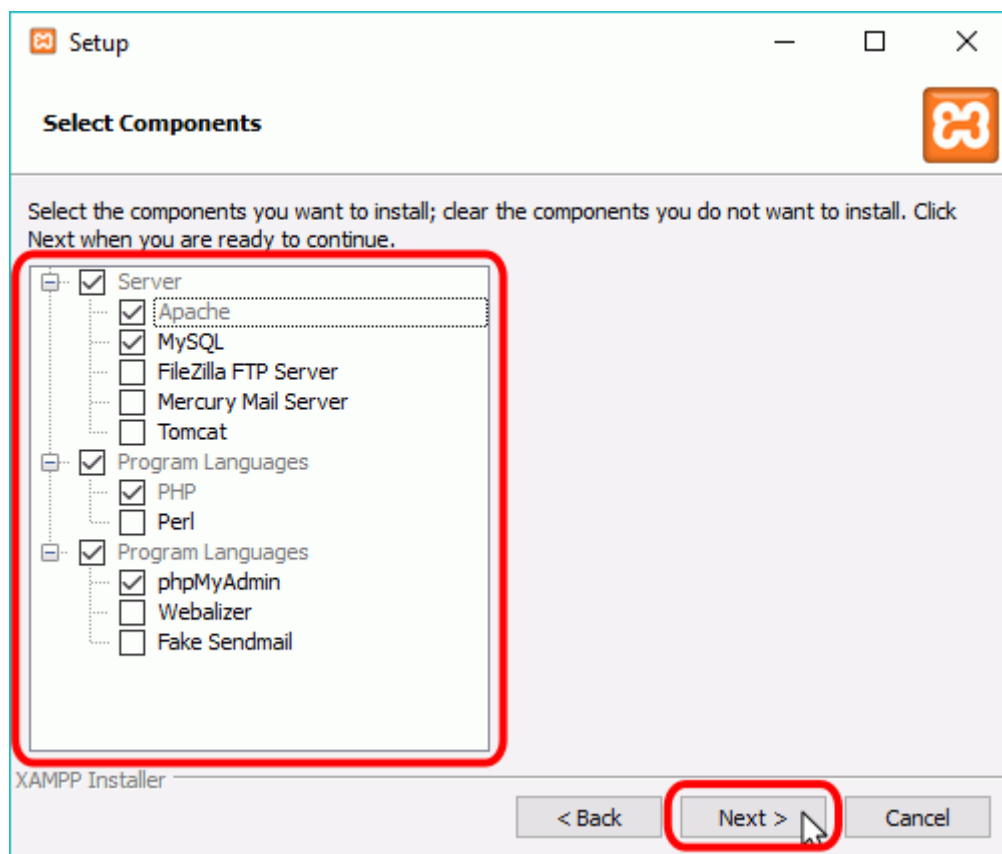 Setup
Select Components
Select the components you want to install; clear the components you do not want to install. Click
Next when you are ready to continue.
Server
Apache
MySQL
FileZilla FTP Server
Mercury Mail Server
Tomcat
Program Languages
PHP
Perl
Program Languages
phpMyAdmin
Webalizer
Fake Sendmail
XAMPP Installer
< Back
Next >
Cancel